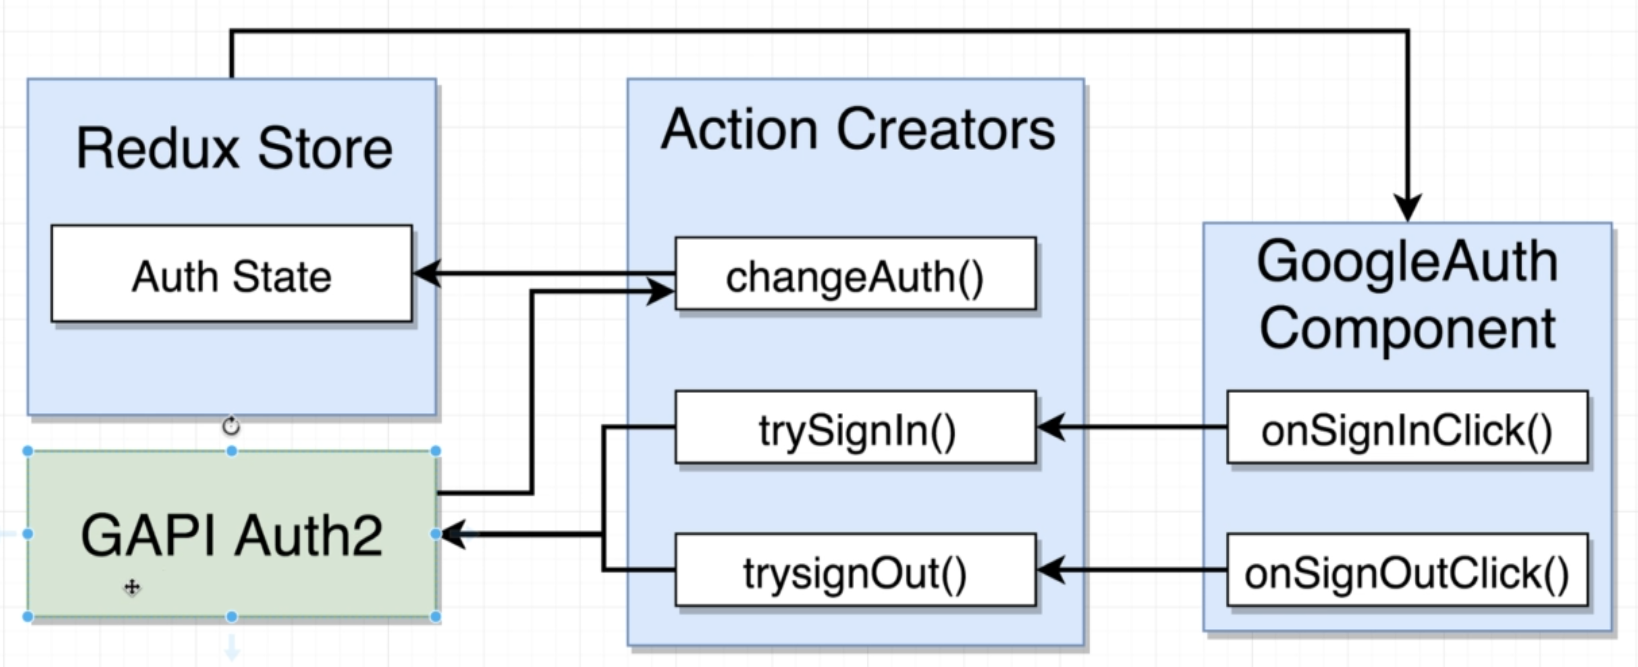 Redux Store
Auth State
GAPI Auth2
Action Creators
changeAuth()
trySignIn()
trysignOut()
GoogleAuth
Component
onSignInClick()
onSignOutClick()